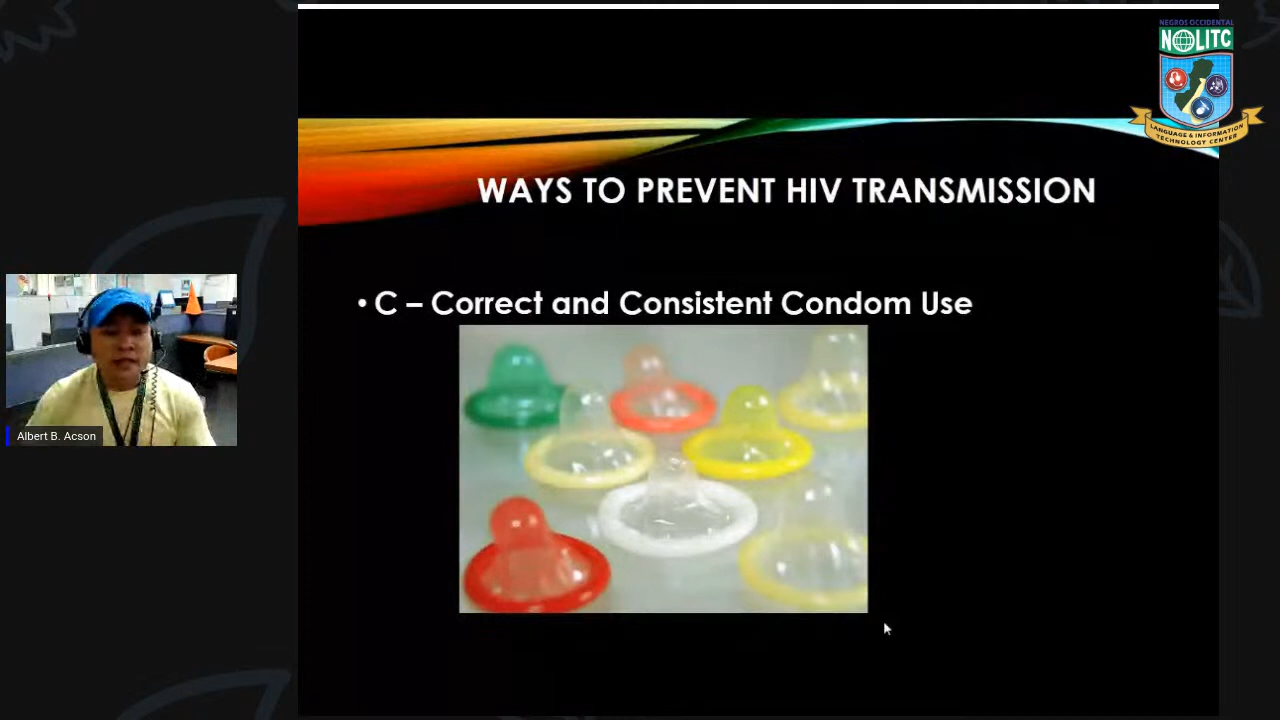 NEGROS OCCIDENTAL
NOLITC
LANGUAGE & INFORMATION
TECHNOLOGY CENTER
WAYS TO PREVENT HIV TRANSMISSION
• C – Correct and Consistent Condom Use
Albert B. Acson